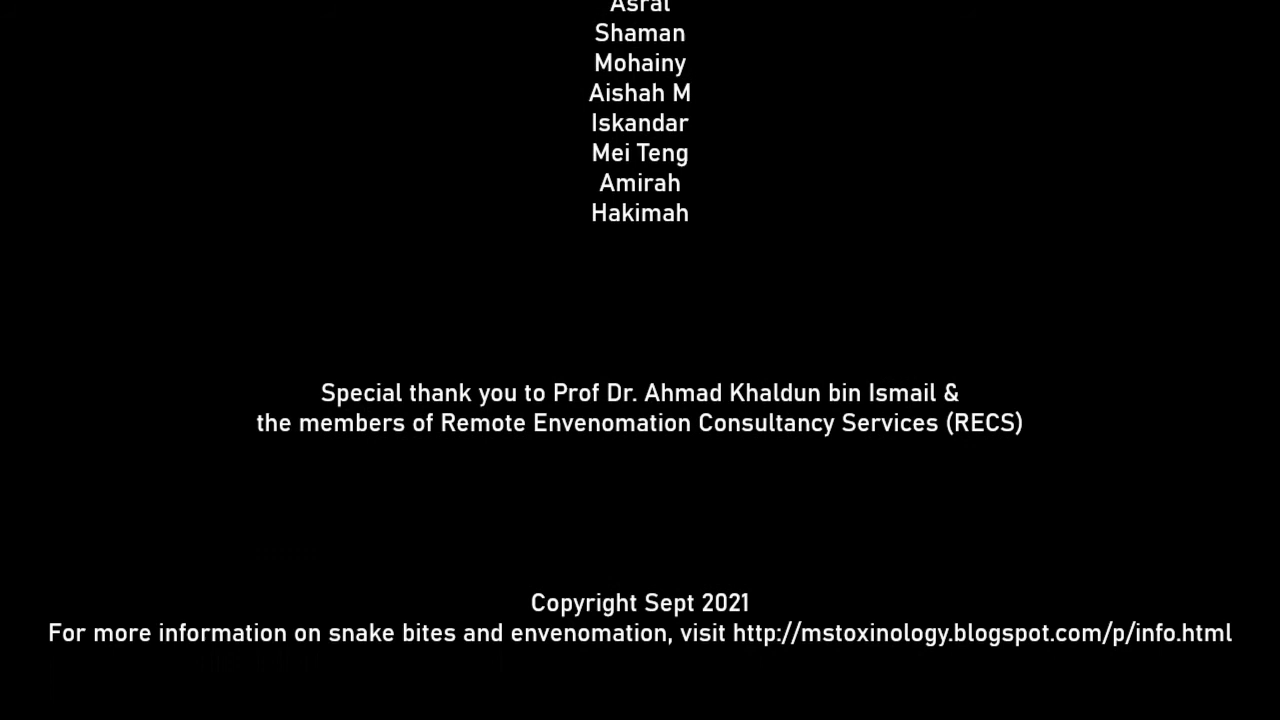 Asral
Shaman
Mohainy
Aishah M
Iskandar
Mei Teng
Amirah
Hakimah
Special thank you to Prof Dr. Ahmad Khaldun bin Ismail &
the members of Remote Envenomation Consultancy Services (RECS)
Copyright Sept 2021
For more information on snake bites and envenomation, visit http://mstoxinology.blogspot.com/p/info.html